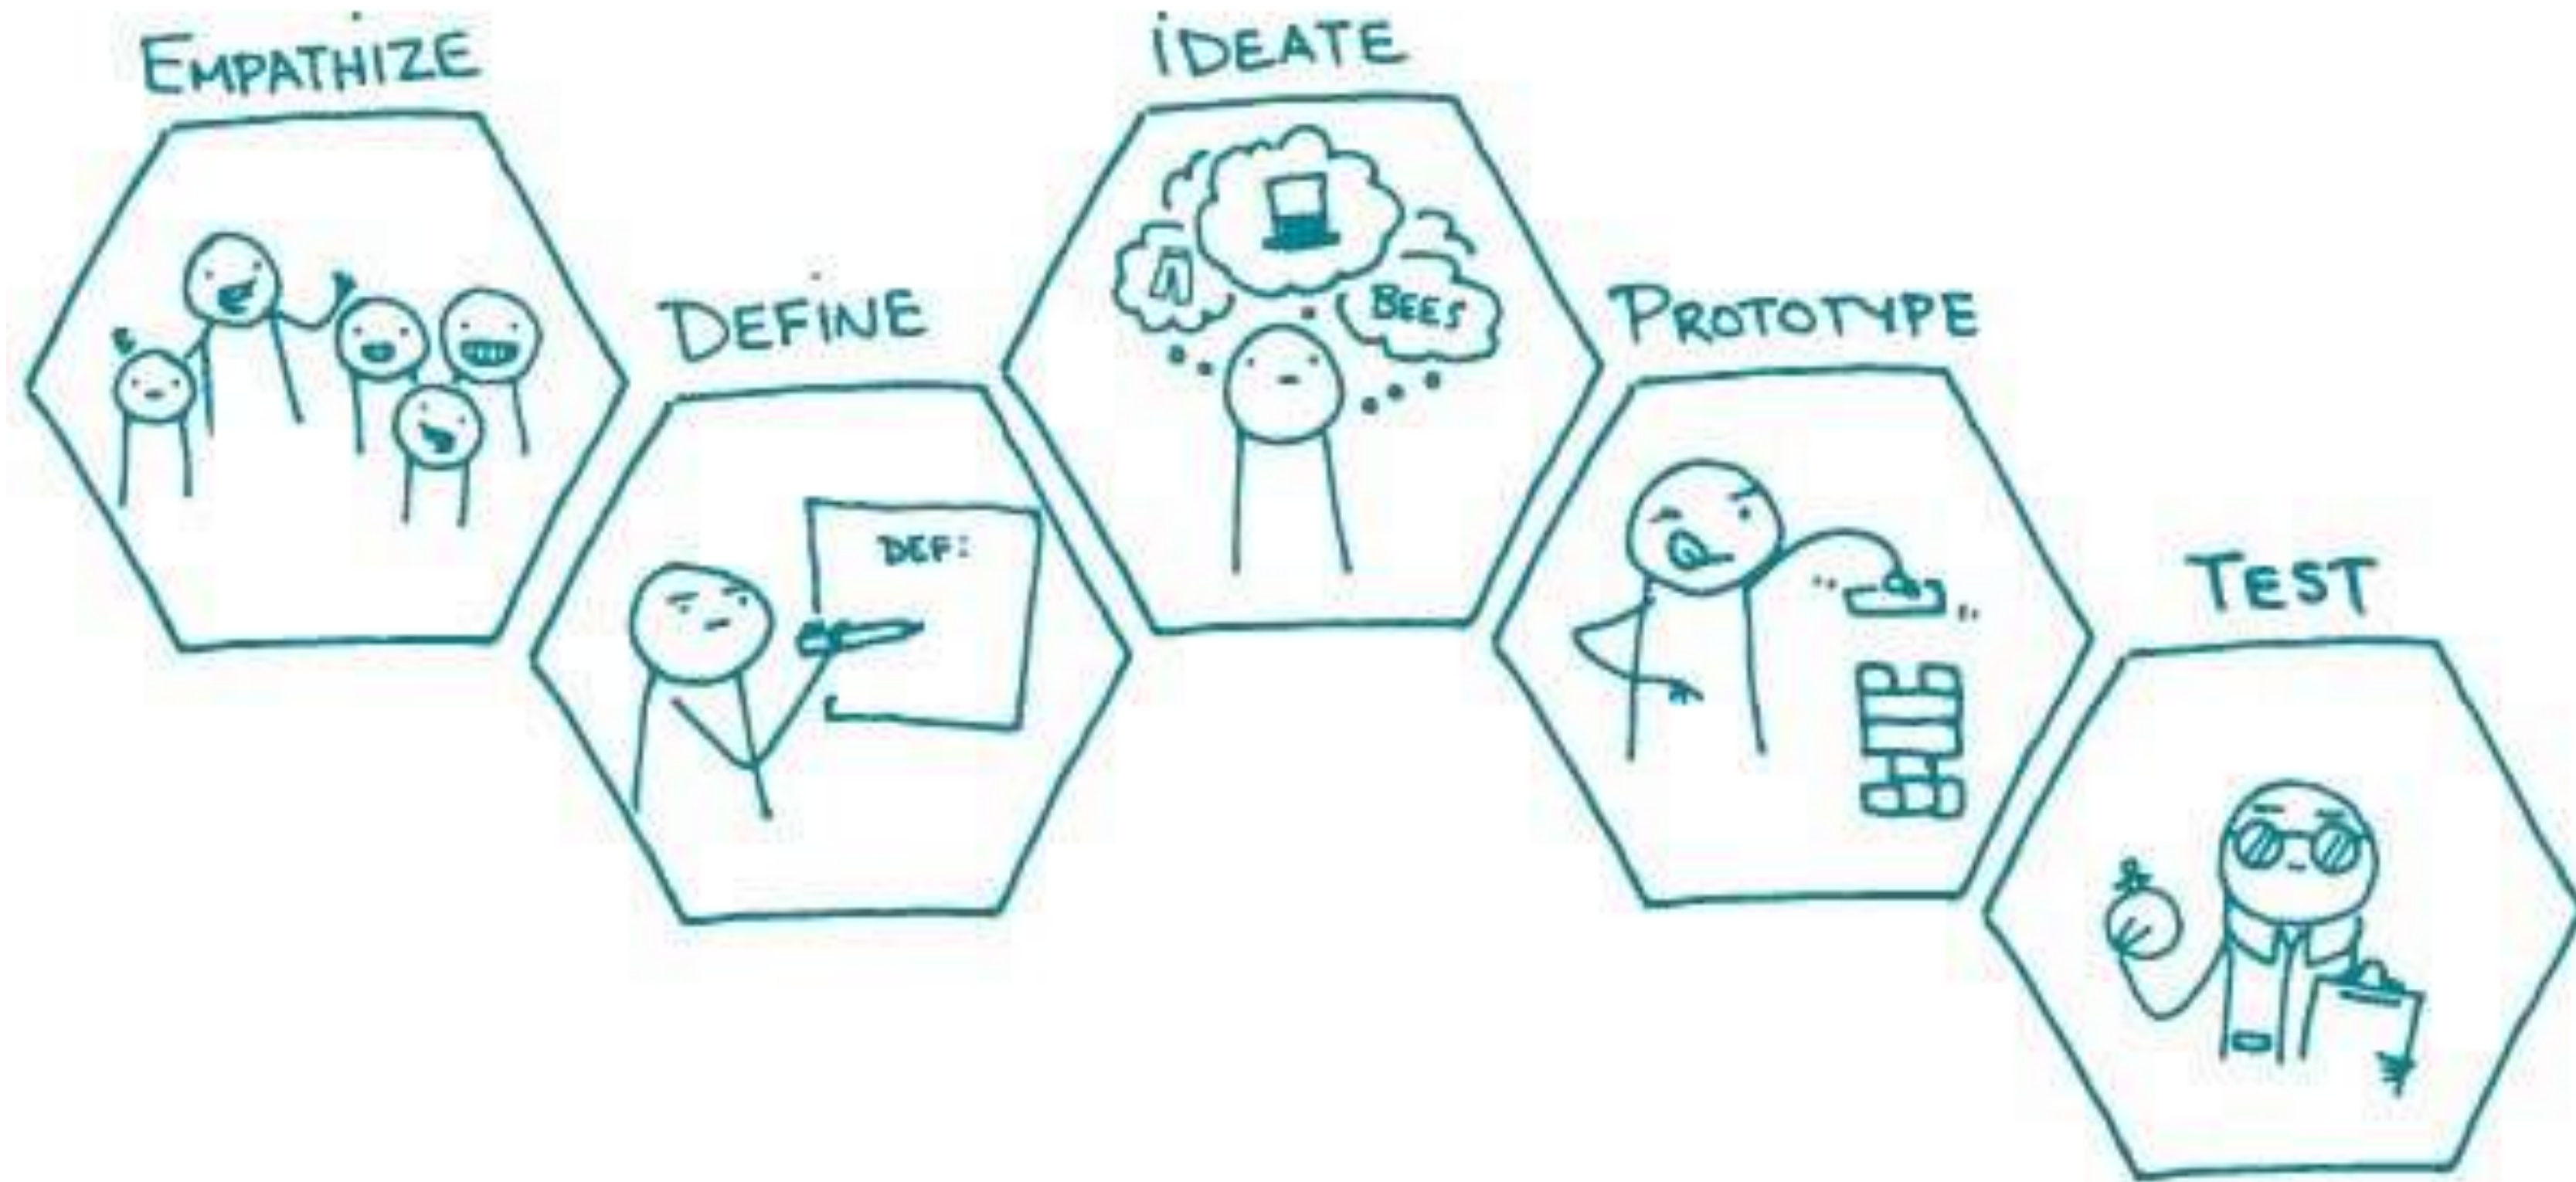 EMPATHIZE
DEFINE
DEF:
IDEATE
BEES
PROTOTYPE
TEST